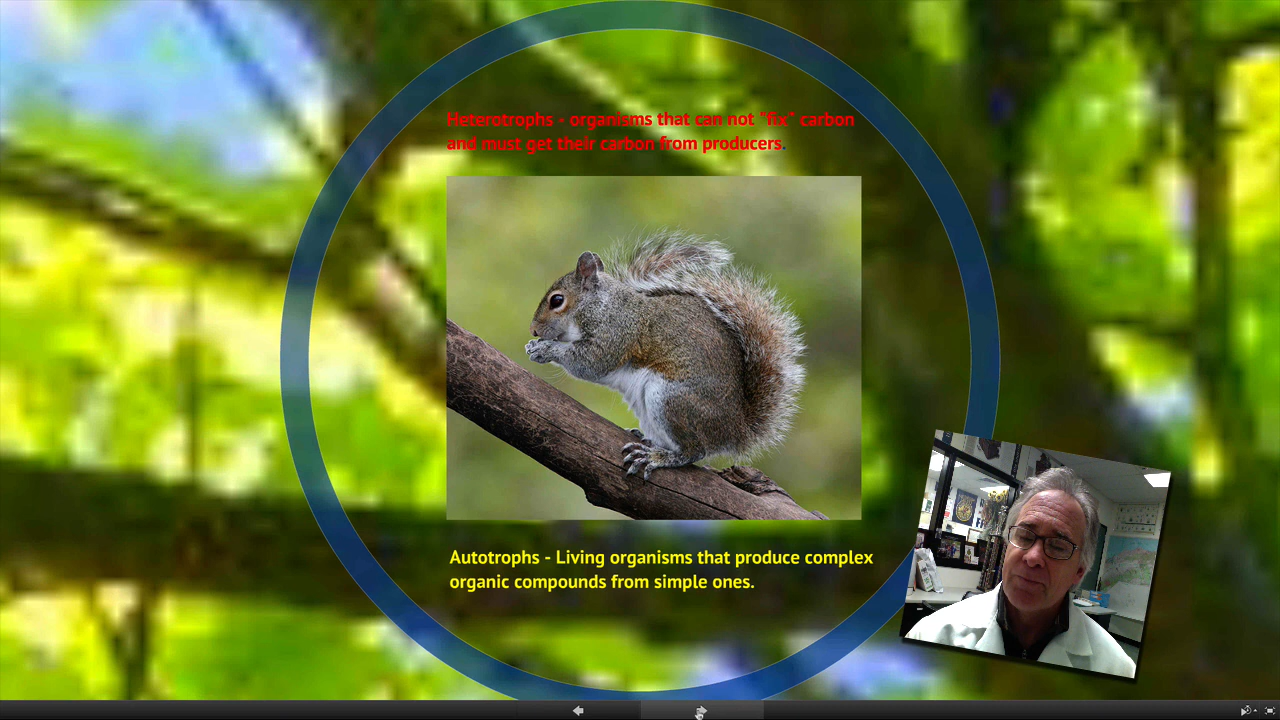 Heterotrophs - organisms that can not "fix" carbon
and must get their carbon from producers.
Autotrophs - Living organisms that produce complex
organic compounds from simple ones.